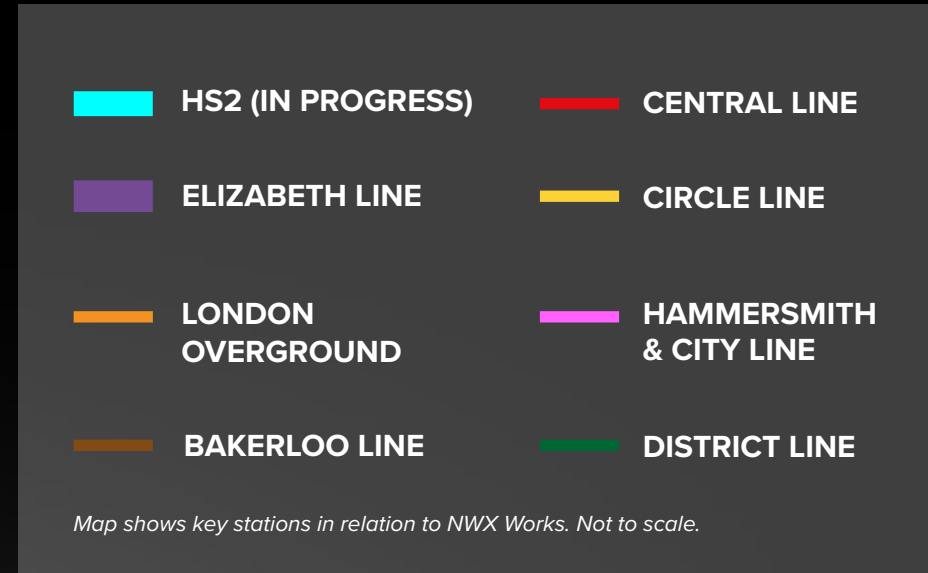 HS2 (IN PROGRESS)
CENTRAL LINE
ELIZABETH LINE
CIRCLE LINE
LONDON
OVERGROUND
HAMMERSMITH
& CITY LINE
BAKERLOO LINE
DISTRICT LINE
Map shows key stations in relation to NWX Works. Not to scale.